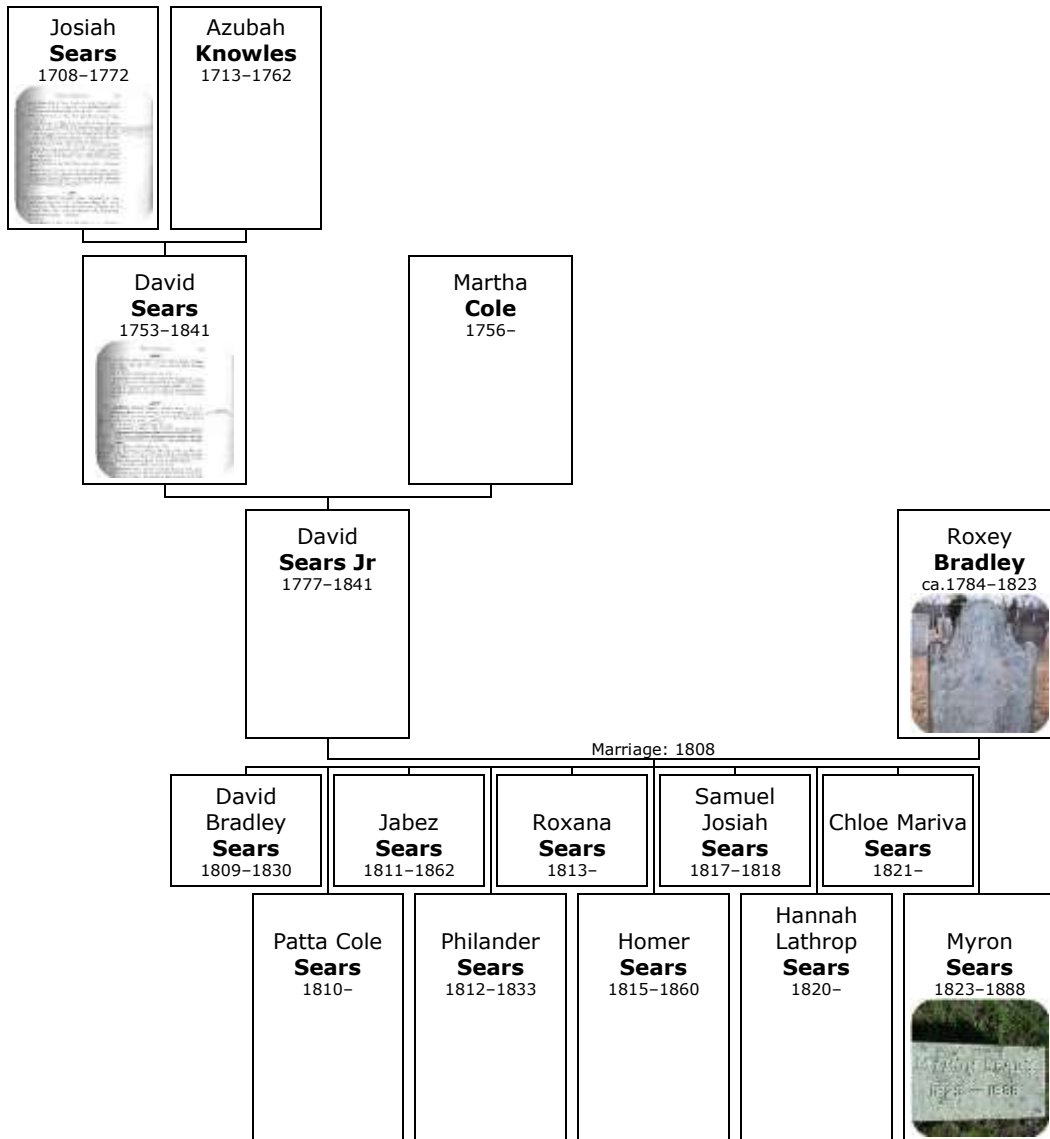 Josiah
Sears
1708–1772
Azubah
Knowles
1713–1762
David
Sears
1753–1841
Martha
Cole
1756–
David
Sears Jr
1777–1841
Roxey
Bradley
ca.1784–1823
Marriage: 1808
David
Bradley
Sears
1809–1830
Jabez
Sears
1811–1862
Roxana
Sears
1813–
Samuel
Josiah
Sears
1817–1818
Chloe Mariva
Sears
1821–
Patta Cole
Sears
1810–
Philander
Sears
1812–1833
Homer
Sears
1815–1860
Hannah
Lathrop
Sears
1820–
Myron
Sears
1823–1888